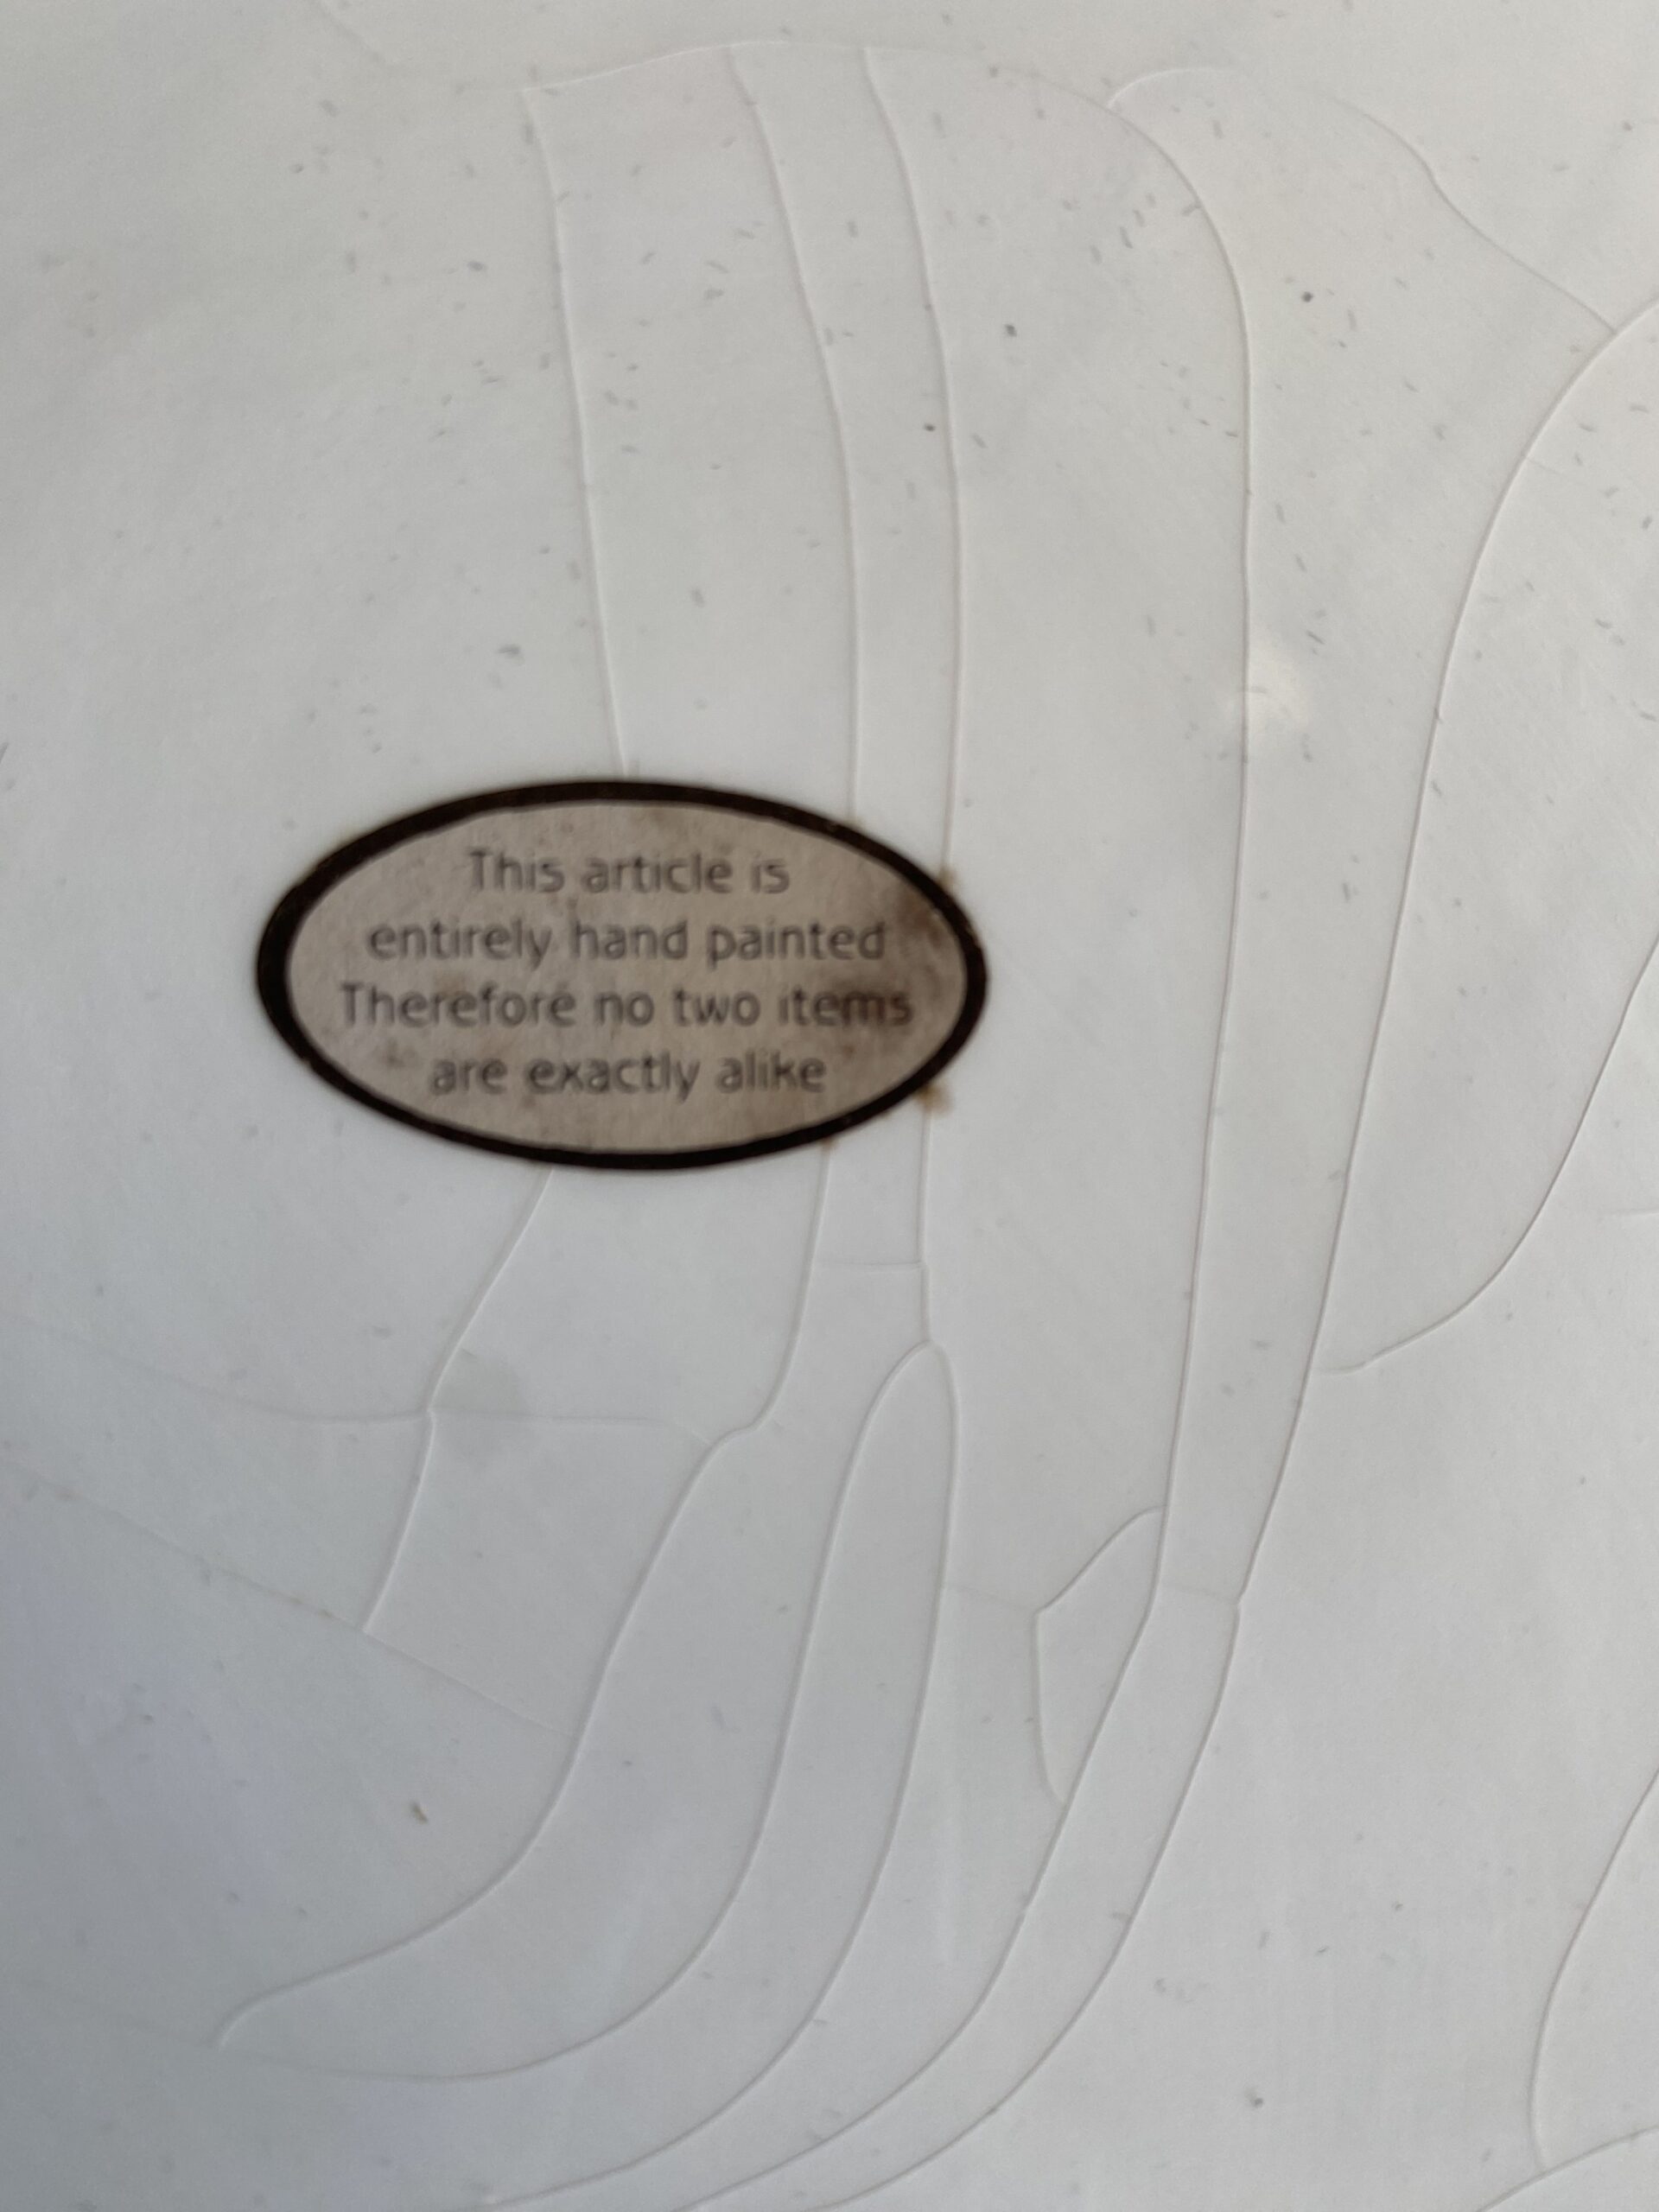 This article is
entirely hand painted
Therefore no two items
are exactly alike